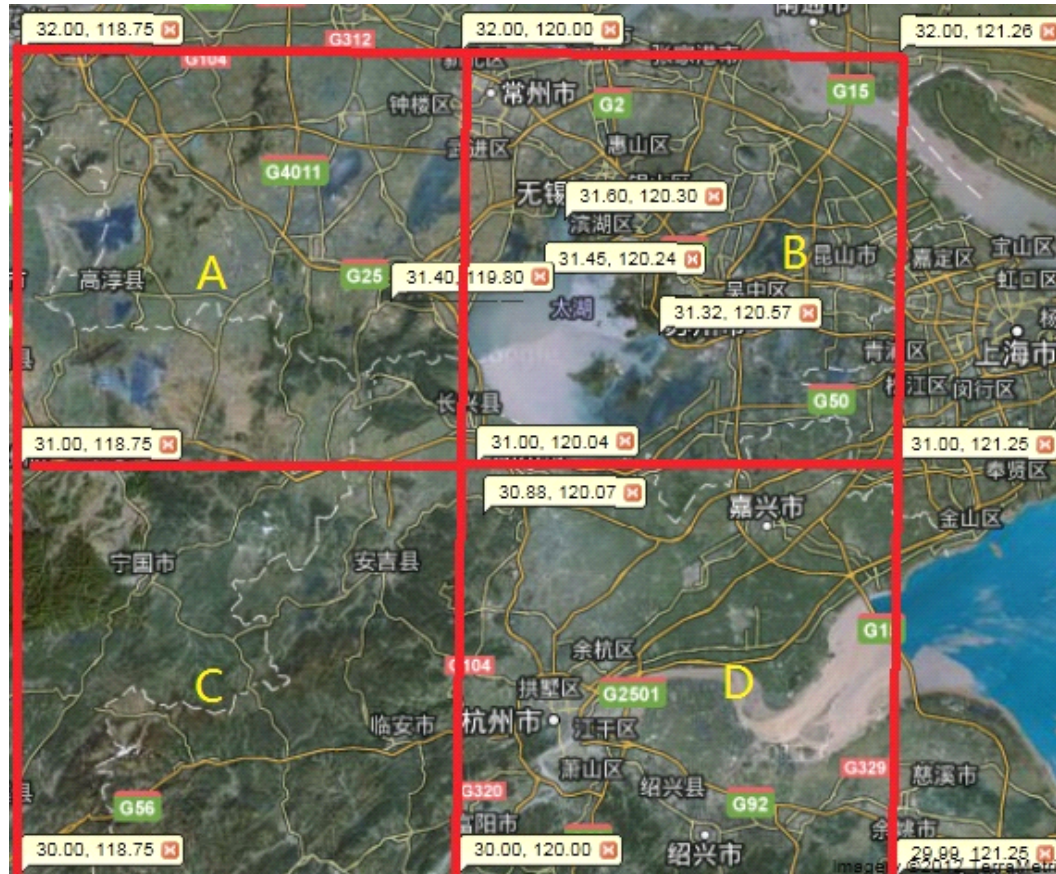 32.00, 118.75
32.00, 120.00
32.00, 121.26
G312
G104
张家港市
G15
常州市
G2
钟楼区
武进区
惠山区
G4011
无锡
31.60, 120.30
滨湖区
A
B
昆山市
嘉定区
宝山区
虹口区
高淳县
G25
31.40, 119.80
31.45, 120.24
吴中区
太湖
31.32, 120.57
上海市
青浦区
长兴县
G50
松江区
闵行区
31.00, 118.75
31.00, 120.04
31.00, 121.25
奉贤区
30.88, 120.07
嘉兴市
金山区
宁国市
安吉县
余杭区
G104
C
拱墅区
G2501
D
临安市
杭州市
江干区
萧山区
G329
慈溪市
绍兴县
G56
G320
G92
富阳市
余姚市
30.00, 118.75
30.00, 120.00
绍兴市
29.99, 121.25